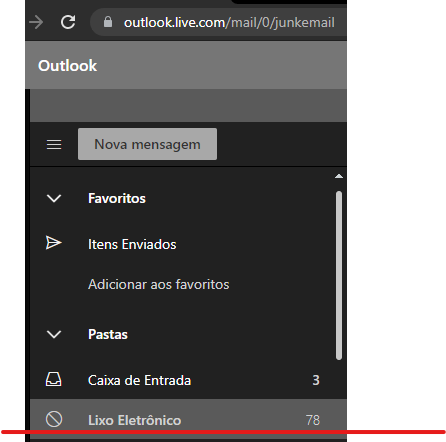 outlook.live.com/mail/0/junkemail
Outlook
Nova mensagem
Favoritos
Itens Enviados
Adicionar aos favoritos
Pastas
Caixa de Entrada 3
Lixo Eletrônico 78